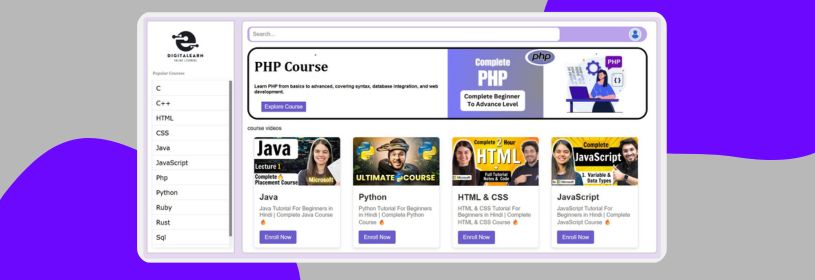 DIGITALEARN
ONLINE LEARNING
Popular Courses
C
C++
HTML
CSS
Java
JavaScript
Php
Python
Ruby
Rust
Sql
Search...
PHP Course
Learn PHP from basics to advanced, covering syntax, database integration, and web
development.
Explore Course
Complete
PHP
Complete Beginner
To Advance Level
php
PHP
{}
course videos
Java
Lecture 1
Complete
Placement Course
Microsoft
Java
Java Tutorial For Beginners in
Hindi | Complete Java Course
🔥
Enroll Now
ULTIMATE COURSE
Python
Python Tutorial For Beginners
in Hindi | Complete Python
Course 🔥
Enroll Now
Complete 2 Hour
HTML
Full Tutorial
Notes & Code
Microsoft
HTML & CSS
HTML & CSS Tutorial For
Beginners in Hindi | Complete
HTML & CSS Course 🔥
Enroll Now
Complete
JavaScript
1. Variable &
Data Types
JavaScript
JavaScript Tutorial For
Beginners in Hindi | Complete
JavaScript Course 🔥
Enroll Now